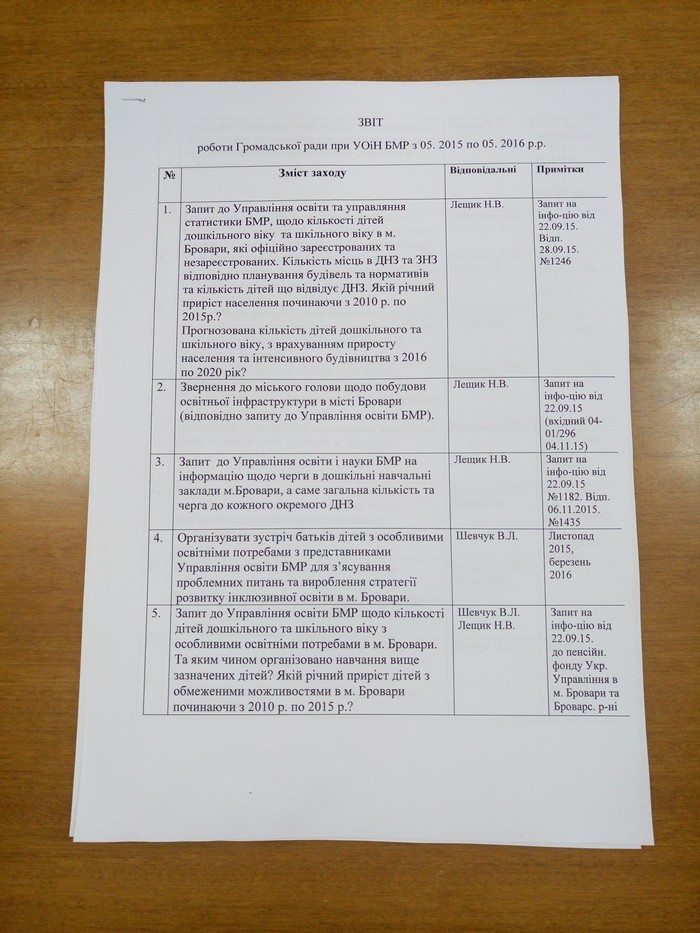 ЗВІТ
роботи Громадської ради при УОіН БМР з 05. 2015 по 05. 2016 р.р.
№ Зміст заходу Відповідальні Примітки
1. Запит до Управління освіти та управляння Лещик Н.В. Запит на
статистики БМР, щодо кількості дітей інфо-цію від
дошкільного віку та шкільного віку в м. 22.09.15.
Бровари, які офіційно зареєстрованих та Відп.
незареєстрованих. Кількість місць в ДНЗ та ЗНЗ 28.09.15.
відповідно планування будівель та нормативів №1246
та кількість дітей що відвідує ДНЗ. Якій річний
приріст населення починаючи з 2010 р. по
2015р.?
Прогнозована кількість дітей дошкільного та
шкільного віку, з врахуванням приросту
населення та інтенсивного будівництва з 2016
по 2020 рік?
2. Звернення до міського голови щодо побудови Лещик Н.В. Запит на
освітньої інфраструктури в місті Бровари інфо-цію від
(відповідно запиту до Управління освіти БМР). 22.09.15
(вхідний 04-
01/296
04.11.15)
3. Запит до Управління освіти і науки БМР на Лещик Н.В. Запит на
інформацію щодо черги в дошкільні навчальні інфо-цію від
заклади м.Бровари, а саме загальна кількість та 22.09.15
черга до кожного окремого ДНЗ №1182. Відп.
06.11.2015.
№1435
4. Організувати зустріч батьків дітей з особливими Шевчук В.Л. Листопад
освітніми потребами з представниками 2015,
Управління освіти БМР для з’ясування березень
проблемних питань та вироблення стратегії 2016
розвитку інклюзивної освіти в м. Бровари.
5. Запит до Управління освіти БМР щодо кількості Шевчук В.Л. Запит на
дітей дошкільного та шкільного віку з Лещик Н.В. інфо-цію від
особливими освітніми потребами в м. Бровари. 22.09.15.
Та яким чином організовано навчання вище до пенсійн.
зазначених дітей? Якій річний приріст дітей з фонду Укр.
обмеженими можливостями в м. Бровари Управління в
починаючи з 2010 р. по 2015 р.? м. Бровари та
Броварс. р-ні